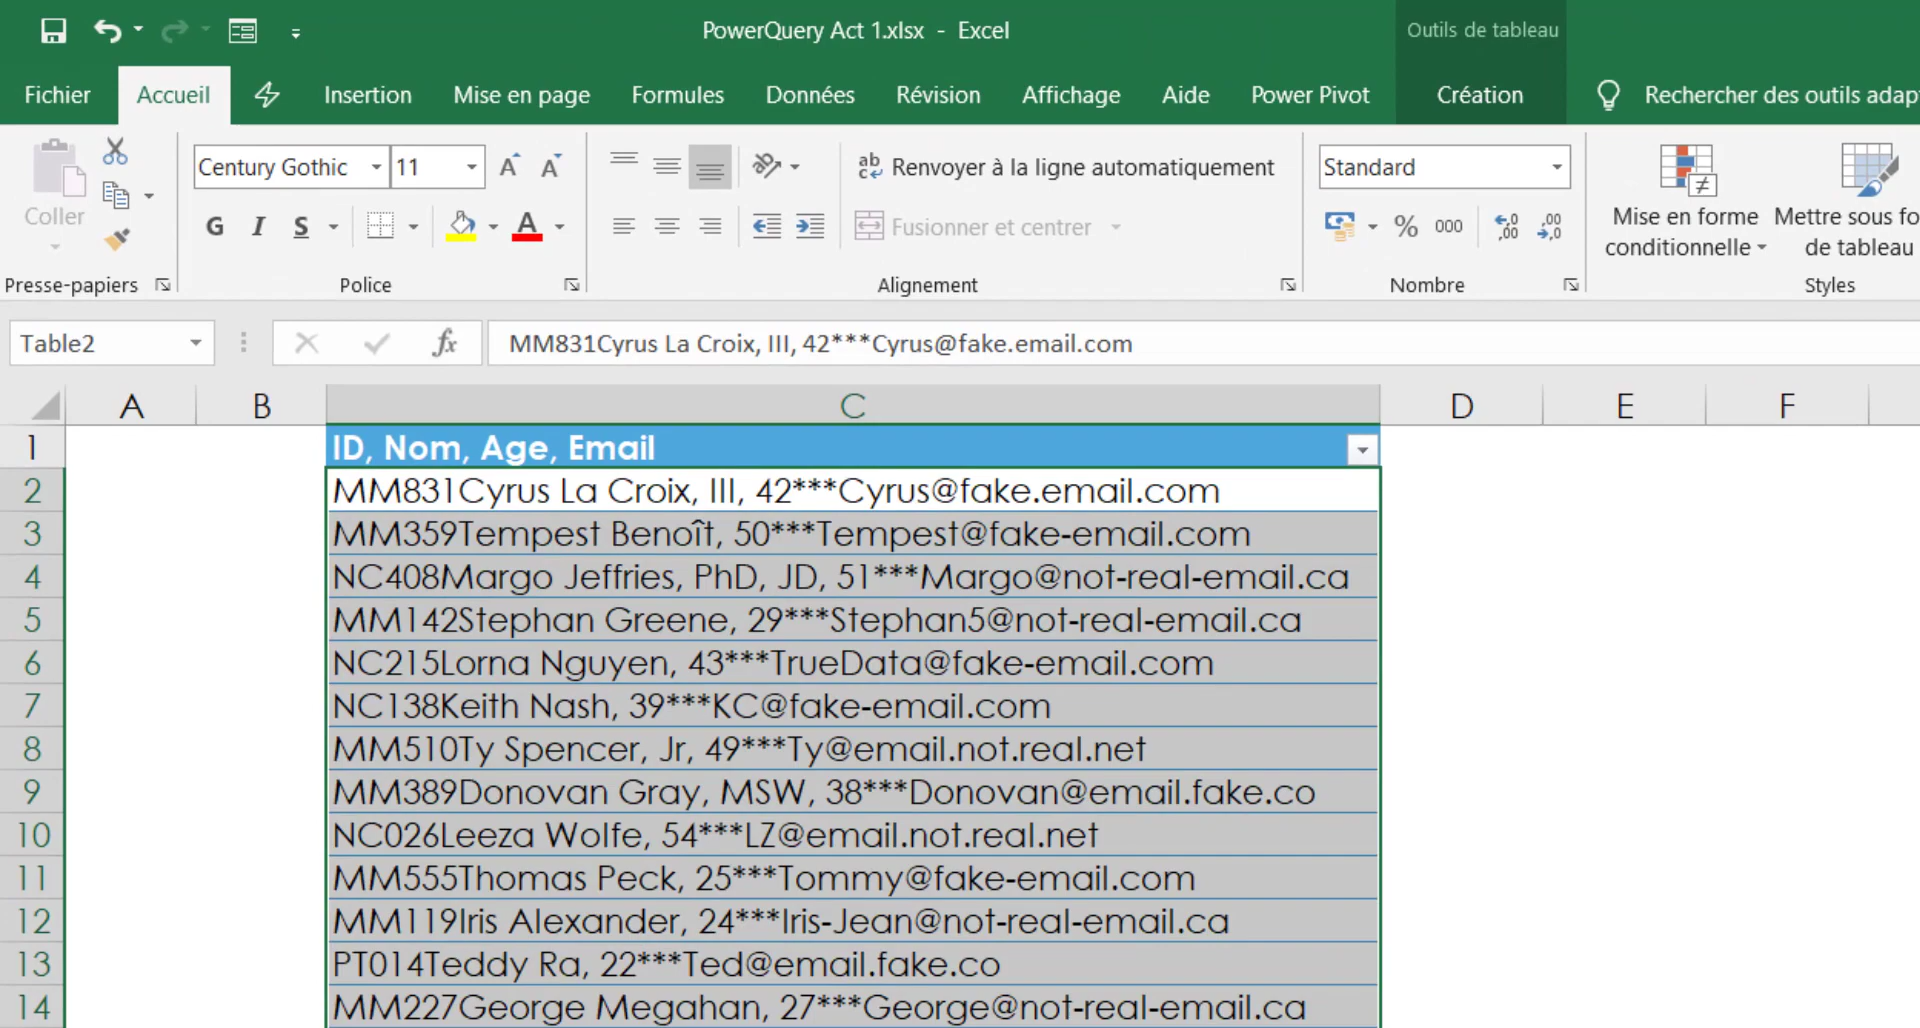 PowerQuery Act 1.xlsx - Excel
Outils de tableau
Fichier Accueil Insertion Mise en page Formules Données Révision Affichage Aide Power Pivot Création Rechercher des outils adap
Coller
Century Gothic 11
G I S
Renvoyer à la ligne automatiquement
Fusionner et centrer
Standard
% 000
Mise en forme conditionnelle
Mettre sous fo
de tableau
Presse-papiers Police Alignement Nombre Styles
Table2 fx MM831Cyrus La Croix, III, 42***Cyrus@fake.email.com
A B C D E F
1 ID, Nom, Age, Email
2 MM831Cyrus La Croix, III, 42***Cyrus@fake.email.com
3 MM359Tempest Benoît, 50***Tempest@fake-email.com
4 NC408Margo Jeffries, PhD, JD, 51***Margo@not-real-email.ca
5 MM142Stephan Greene, 29***Stephan5@not-real-email.ca
6 NC215Lorna Nguyen, 43***TrueData@fake-email.com
7 NC138Keith Nash, 39***KC@fake-email.com
8 MM510Ty Spencer, Jr, 49***Ty@email.not.real.net
9 MM389Donovan Gray, MSW, 38***Donovan@email.fake.co
10 NC026Leeza Wolfe, 54***LZ@email.not.real.net
11 MM555Thomas Peck, 25***Tommy@fake-email.com
12 MM119Iris Alexander, 24***Iris-Jean@not-real-email.ca
13 PT014Teddy Ra, 22***Ted@email.fake.co
14 MM227George Megahan, 27***George@not-real-email.ca